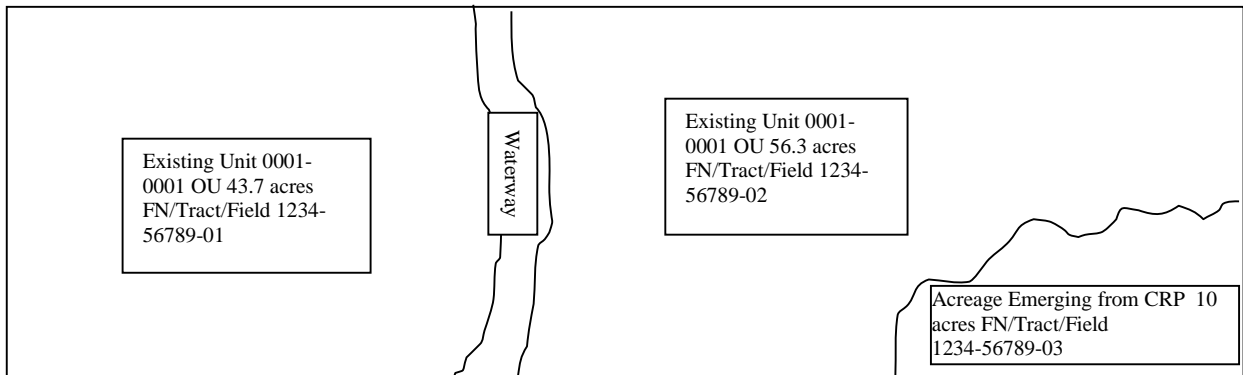 Existing Unit 0001-
0001 OU 43.7 acres
FN/Tract/Field 1234-
56789-01
Waterway
Existing Unit 0001-
0001 OU 56.3 acres
FN/Tract/Field 1234-
56789-02
Acreage Emerging from CRP 10
acres FN/Tract/Field
1234-56789-03